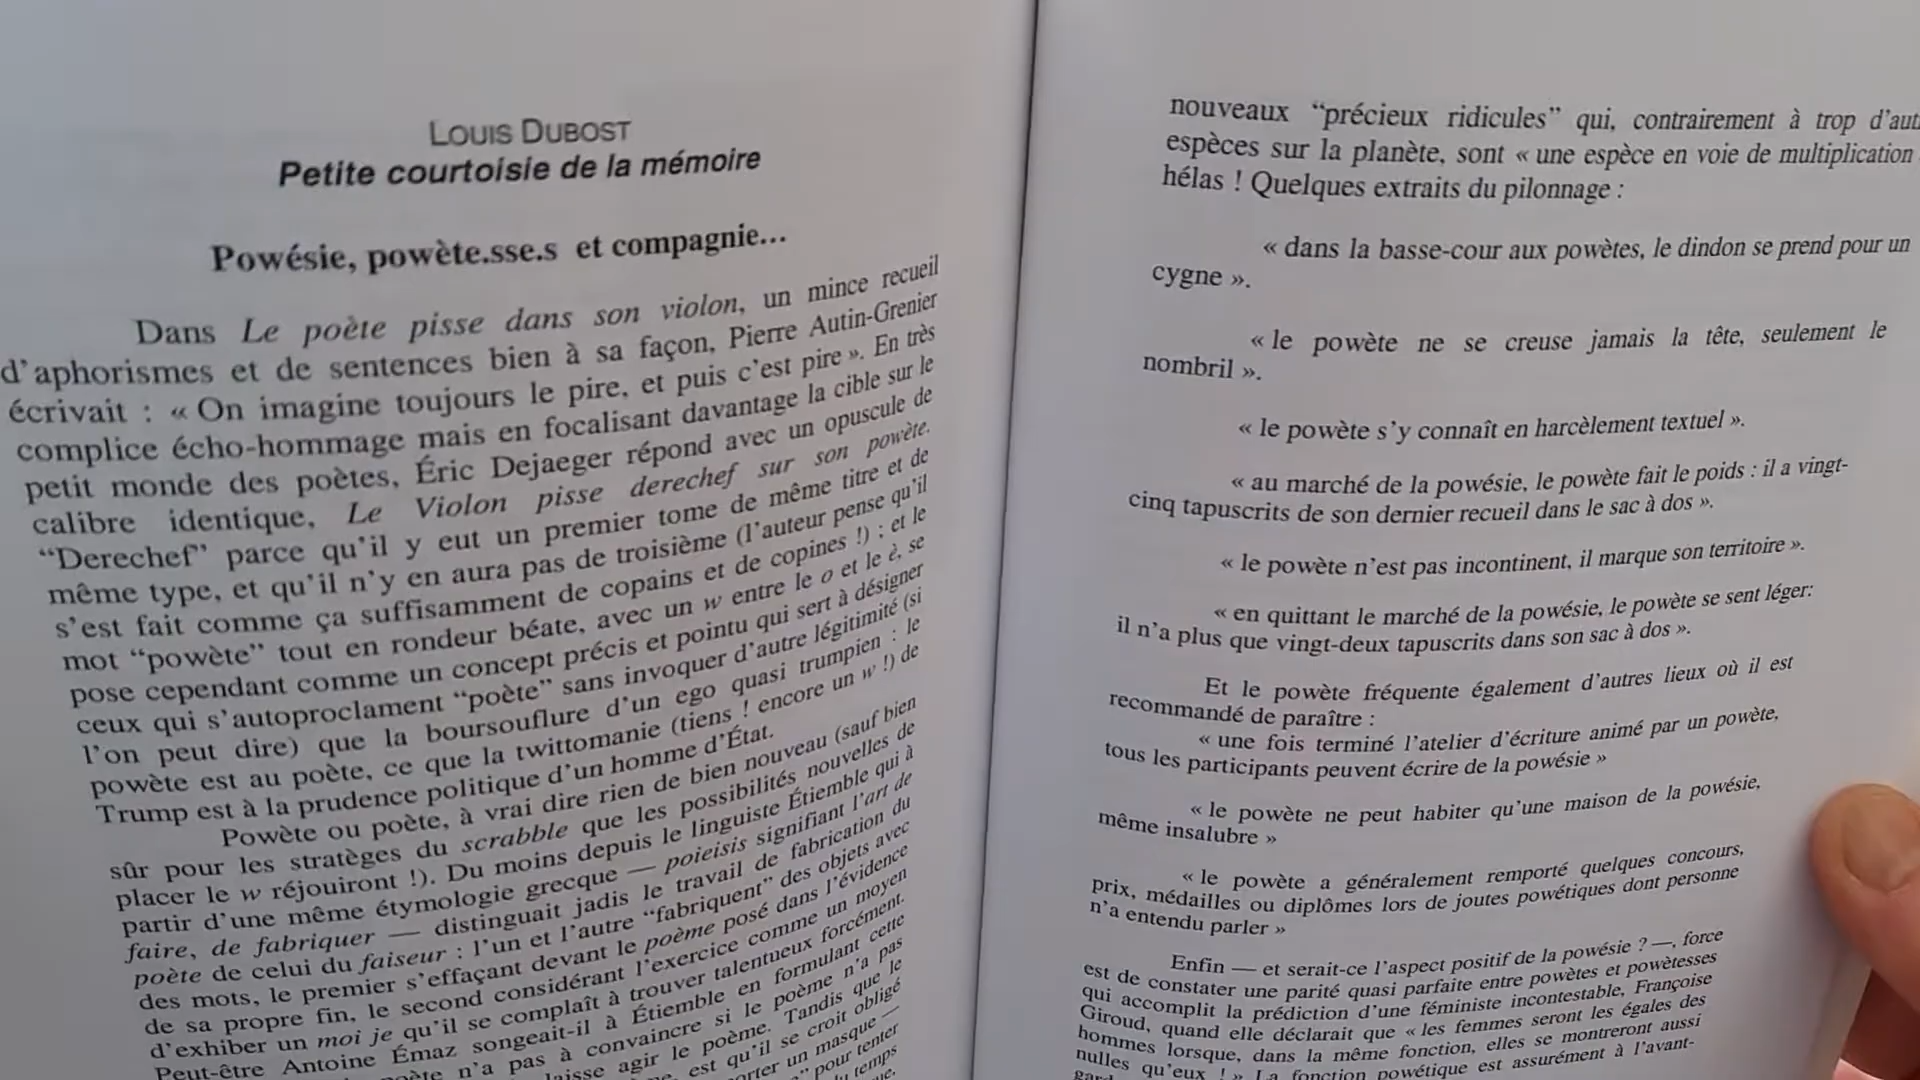 LOUIS DUBOST
Petite courtoisie de la mémoire
Powésie, powète.sse.s et compagnie...
Dans Le poète pisse dans son violon, un mince recueil
d'aphorismes et de sentences bien à sa façon, Pierre Autin-Grenier
écrivait : « On imagine toujours le pire, et puis c'est pire ». En très
complice écho-hommage mais en focalisant davantage la cible sur le
petit monde des poètes, Éric Dejaeger répond avec un opuscule de
calibre identique, Le Violon pisse derechef sur son powète.
“Derechef” parce qu'il y eut un premier tome de même titre et de
même type, et qu'il n'y en aura pas de troisième (l'auteur pense qu'il
s'est fait comme ça suffisamment de copains et de copines !) ; et le
mot “powète” tout en rondeur béate, avec un w entre le o et le è, se
pose cependant comme un concept précis et pointu qui sert à désigner
ceux qui s'autoproclament “poète” sans invoquer d'autre légitimité (si
l'on peut dire) que la boursouflure d'un ego quasi trumpien : le
powète est au poète, ce que la twittomanie (tiens ! encore un w !) de
Trump est à la prudence politique d'un homme d'État.
Powète ou poète, à vrai dire rien de bien nouveau (sauf bien
sûr pour les stratèges du scrabble que les possibilités nouvelles de
placer le w réjouiront !). Du moins depuis le linguiste Étiemble qui à
partir d'une même étymologie grecque — poieisis signifiant l'art de
faire, de fabriquer — distinguait jadis le travail de fabrication du
poète de celui du faiseur : l'un et l'autre “fabriquent” des objets avec
des mots, le premier s'effaçant devant le poème posé dans l'évidence
de sa propre fin, le second considérant l'exercice comme un moyen
d'exhiber un moi je qu'il se complaît à trouver talentueux forcément.
Peut-être Antoine Émaz songeait-il à Étiemble en formulant cette
n'a pas à convaincre si le poème n'a pas
laisse agir le poème. Tandis que le
est qu'il se croit obligé
un masque —
pour tenter
temps
nouveaux “précieux ridicules” qui, contrairement à trop d'aut
espèces sur la planète, sont « une espèce en voie de multiplication
hélas ! Quelques extraits du pilonnage :
« dans la basse-cour aux powètes, le dindon se prend pour un
cygne ».
« le powète ne se creuse jamais la tête, seulement le
nombril ».
« le powète s'y connaît en harcèlement textuel ».
« au marché de la powésie, le powète fait le poids : il a vingt-
cinq tapuscrits de son dernier recueil dans le sac à dos ».
« le powète n'est pas incontinent, il marque son territoire ».
« en quittant le marché de la powésie, le powète se sent léger:
il n'a plus que vingt-deux tapuscrits dans son sac à dos ».
Et le powète fréquente également d'autres lieux où il est
recommandé de paraître :
« une fois terminé l'atelier d'écriture animé par un powète,
tous les participants peuvent écrire de la powésie »
« le powète ne peut habiter qu'une maison de la powésie,
même insalubre »
« le powète a généralement remporté quelques concours,
prix, médailles ou diplômes lors de joutes powétiques dont personne
n'a entendu parler »
Enfin — et serait-ce l'aspect positif de la powésie ? —, force
est de constater une parité quasi parfaite entre powètes et powètesses
qui accomplit la prédiction d'une féministe incontestable, Françoise
Giroud, quand elle déclarait que « les femmes seront les égales des
hommes lorsque, dans la même fonction, elles se montreront aussi
nulles qu'eux ! » La fonction powétique est assurément à l'avant-